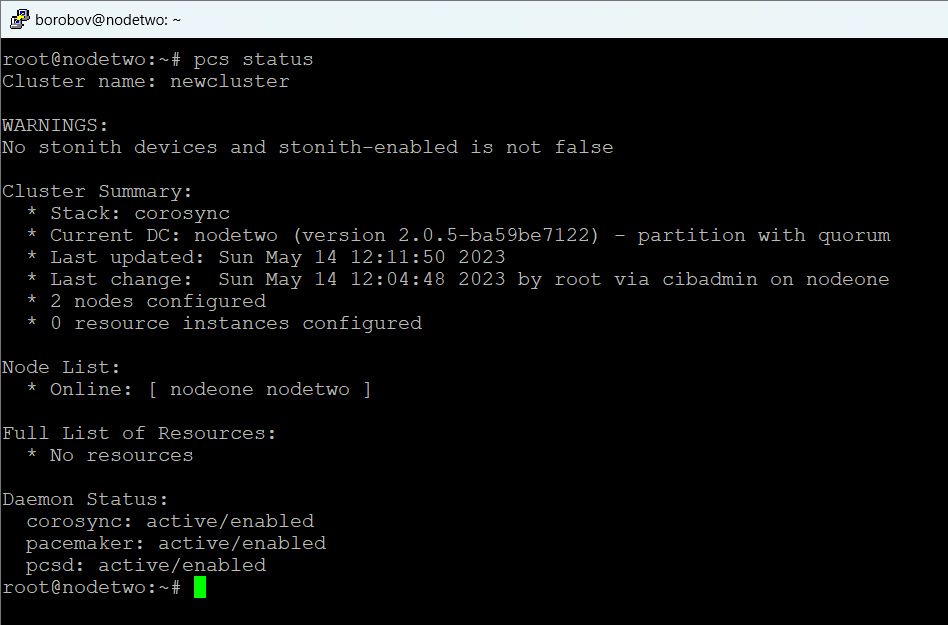 borobov@nodetwo: ~
root@nodetwo:~# pcs status
Cluster name: newcluster

WARNINGS:
No stonith devices and stonith-enabled is not false

Cluster Summary:
  * Stack: corosync
  * Current DC: nodetwo (version 2.0.5-ba59be7122) - partition with quorum
  * Last updated: Sun May 14 12:11:50 2023
  * Last change:  Sun May 14 12:04:48 2023 by root via cibadmin on nodeone
  * 2 nodes configured
  * 0 resource instances configured

Node List:
  * Online: [ nodeone nodetwo ]

Full List of Resources:
  * No resources

Daemon Status:
  corosync: active/enabled
  pacemaker: active/enabled
  pcsd: active/enabled
root@nodetwo:~#